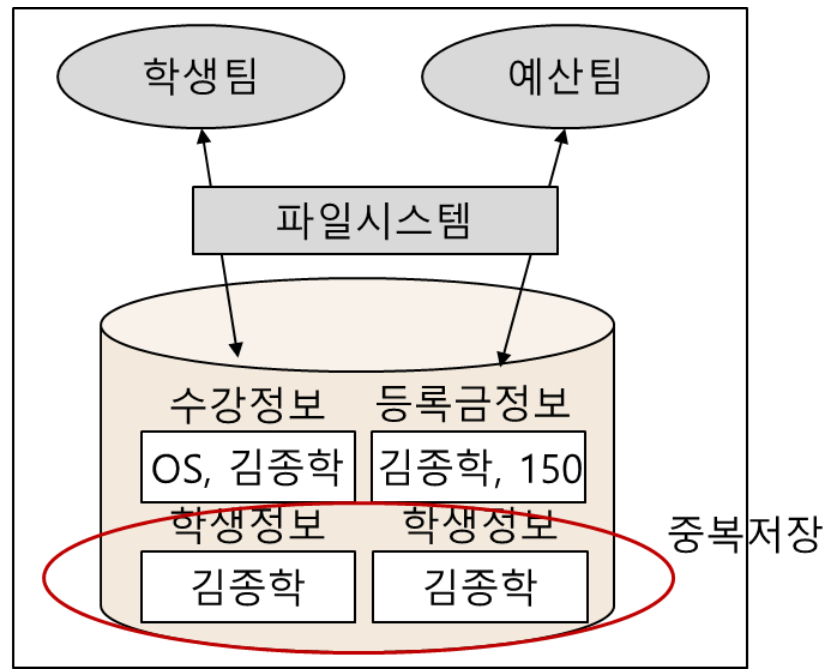 학생팀
예산팀
파일시스템
수강정보
등록금정보
OS, 김종학
김종학, 150
학생정보
학생정보
중복저장
김종학
김종학